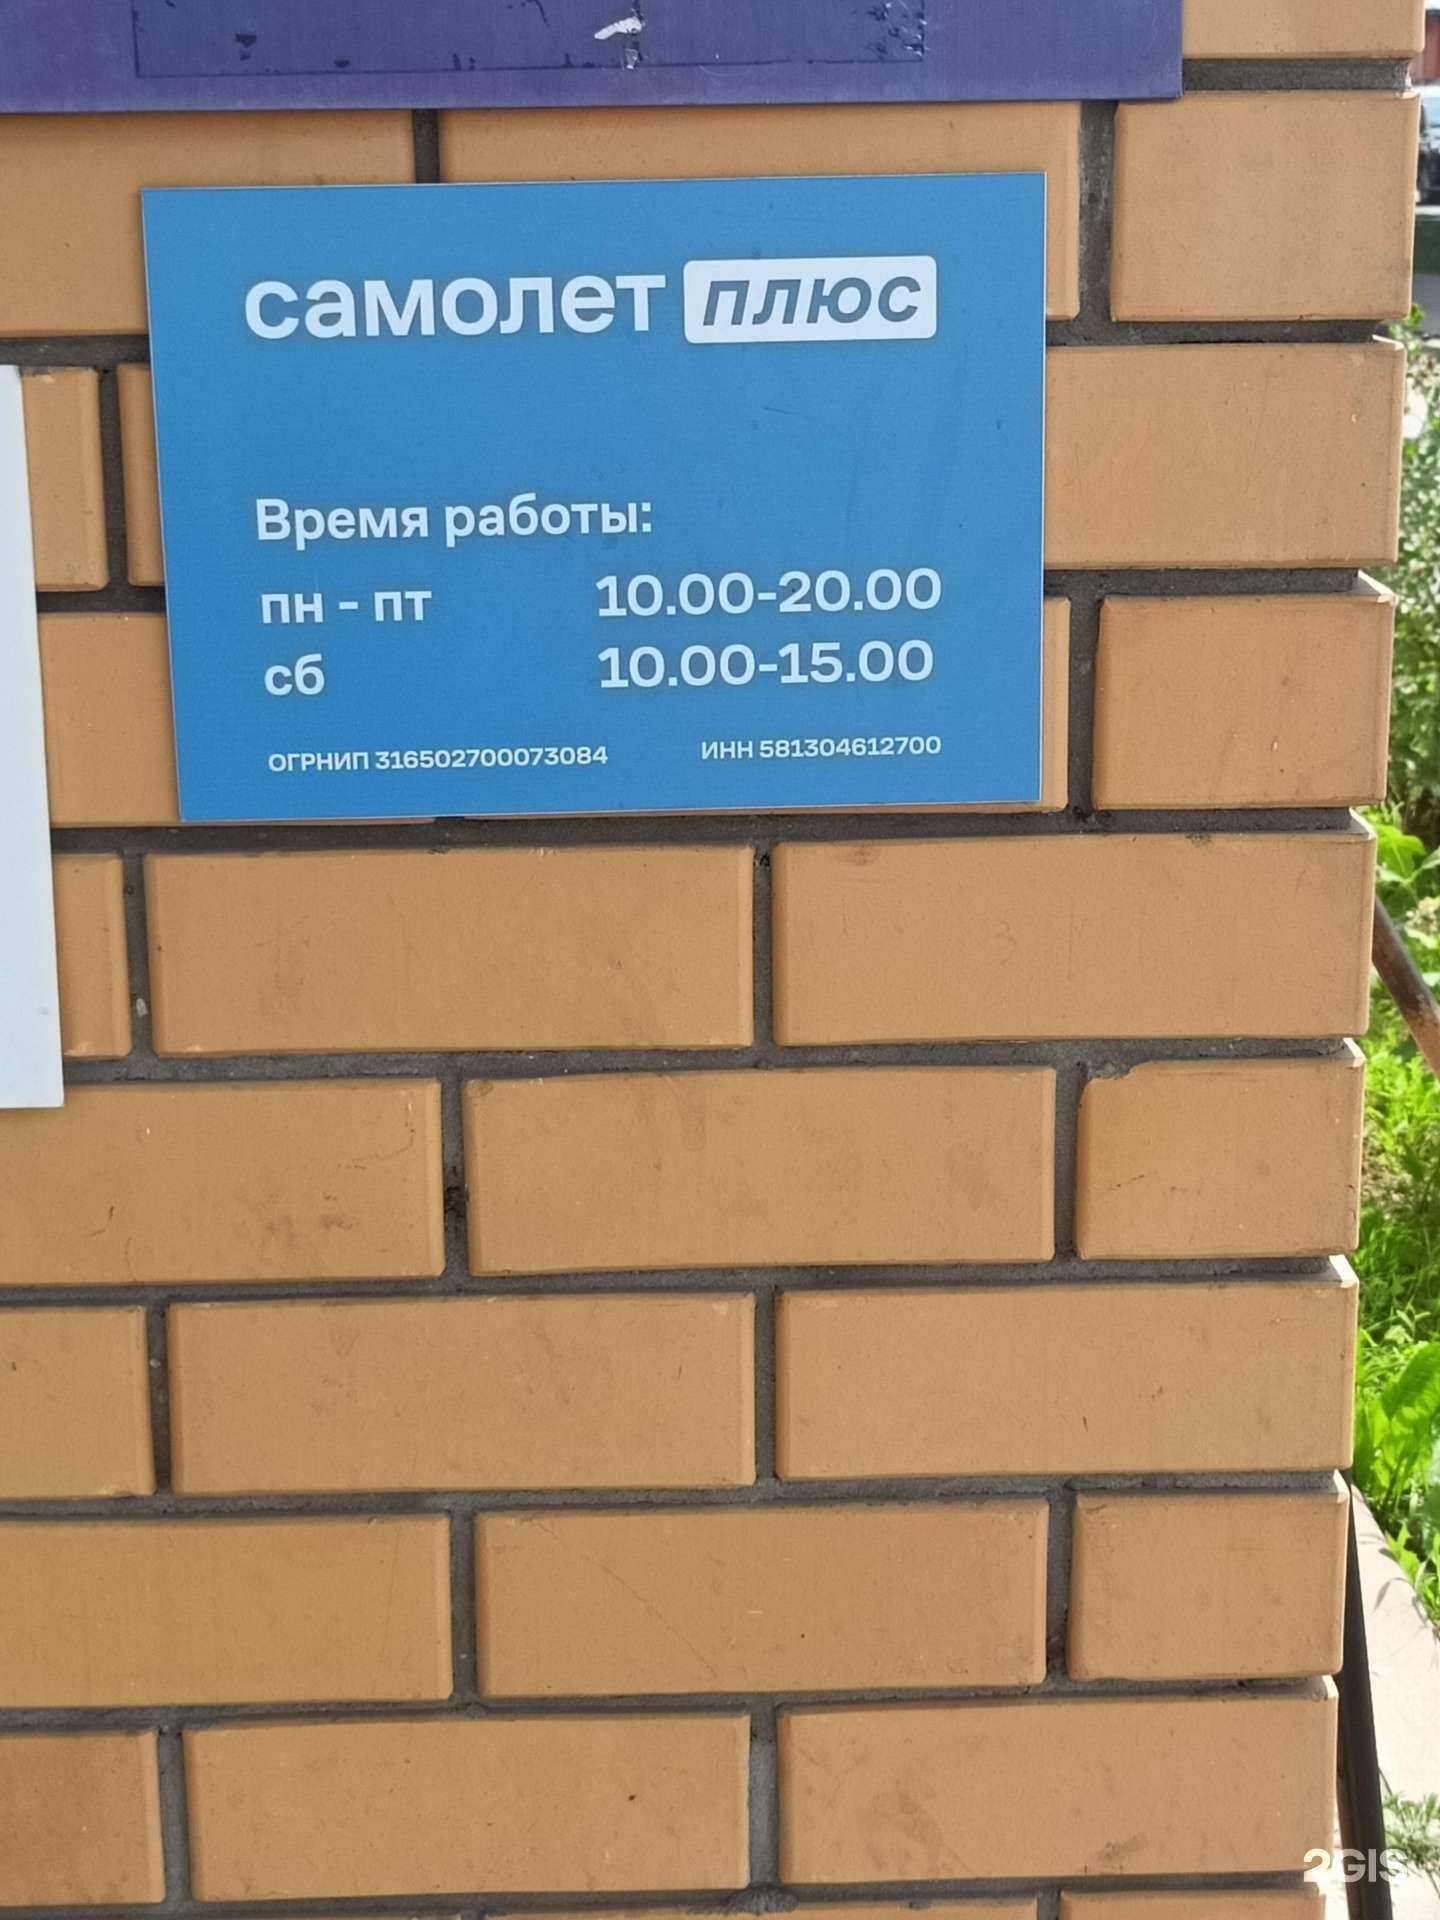 самолет плюс
Время работы:
пн - пт 10.00-20.00
сб 10.00-15.00
ОГРНИП 316502700073084 ИНН 581304612700
2GIS